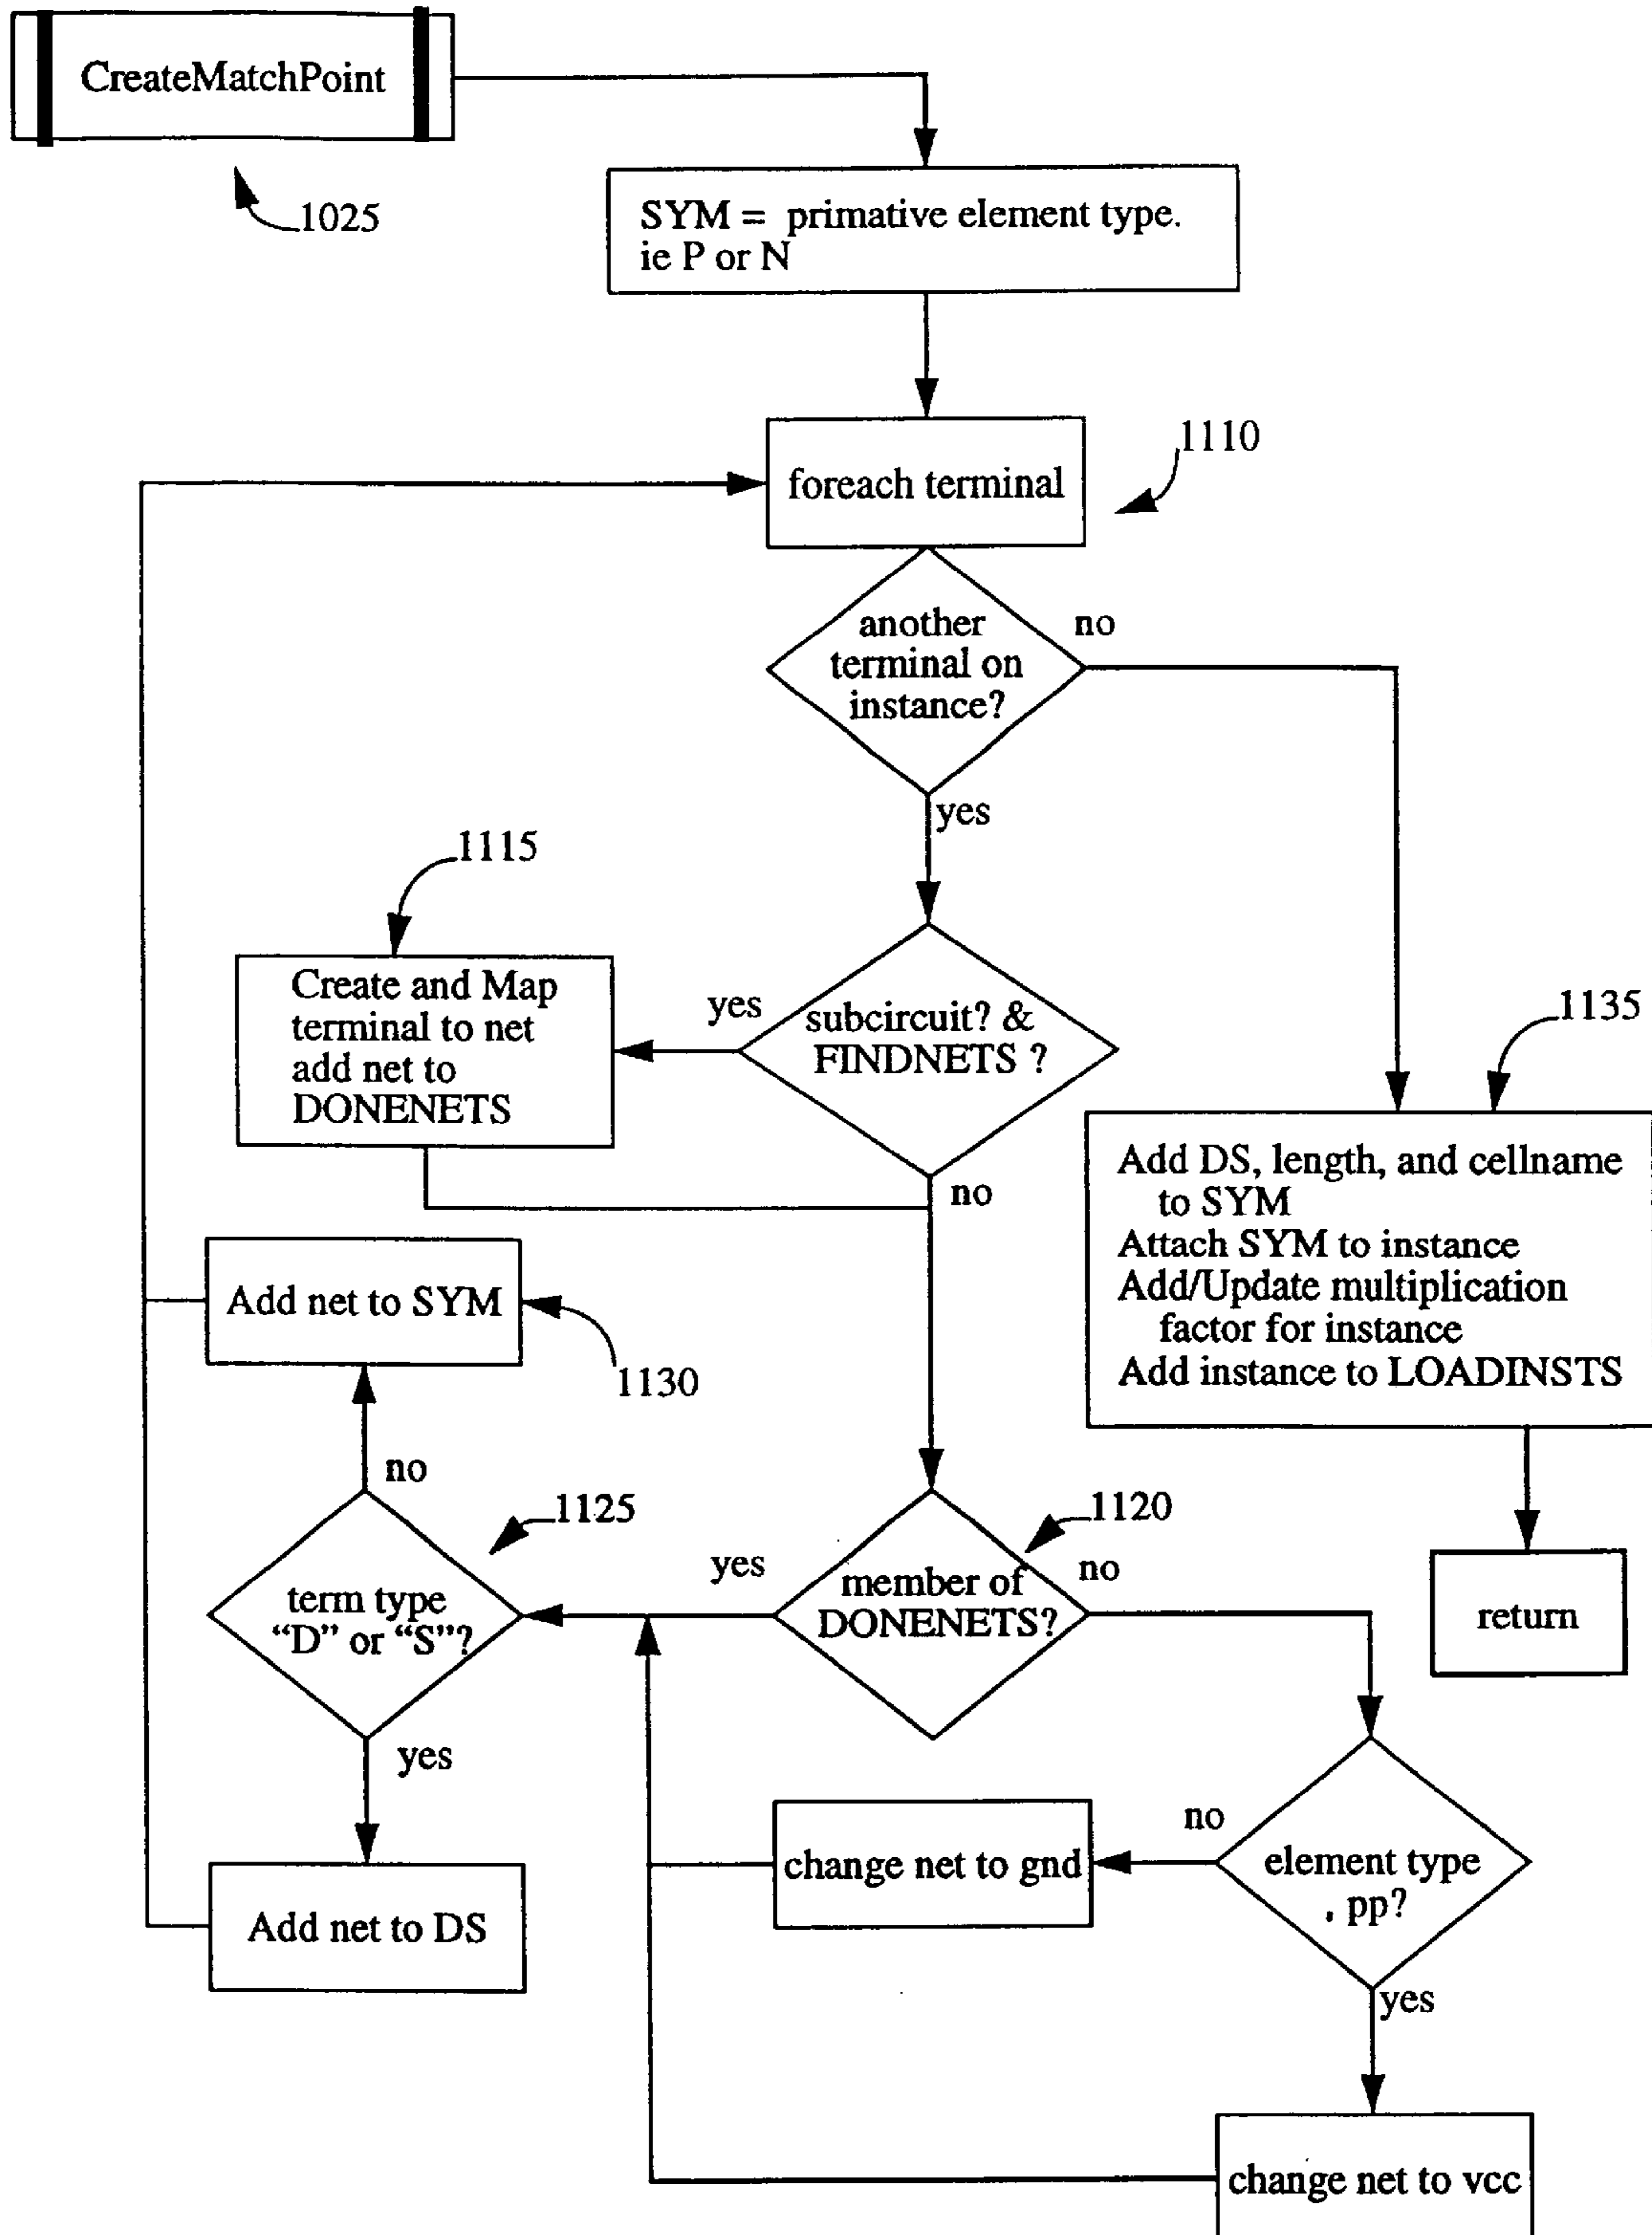 CreateMatchPoint
1025
SYM = primative element type.
ie P or N
1110
foreach terminal
another
terminal on
instance?
no
yes
1115
Create and Map
terminal to net
add net to
DONENETS
yes
subcircuit? &
FINDNETS ?
no
1135
Add DS, length, and cellname
to SYM
Attach SYM to instance
Add/Update multiplication
factor for instance
Add instance to LOADINSTS
Add net to SYM
1130
no
1125
term type
“D” or “S”?
yes
yes
1120
member of
DONENETS?
no
return
Add net to DS
change net to gnd
no
element type
, pp?
yes
change net to vcc